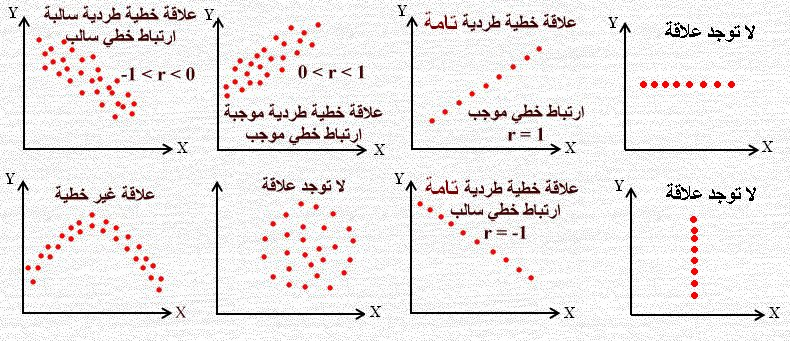 Y
علاقة خطية طردية سالبة
ارتباط خطي سالب
-1 < r < 0
X
Y
0 < r < 1
علاقة خطية طردية موجبة
ارتباط خطي موجب
X
Y
علاقة خطية طردية تامة
ارتباط خطي موجب
r = 1
X
Y
لا توجد علاقة
X
Y
علاقة غير خطية
X
Y
لا توجد علاقة
X
Y
علاقة خطية طردية تامة
ارتباط خطي سالب
r = -1
X
Y
لا توجد علاقة
X